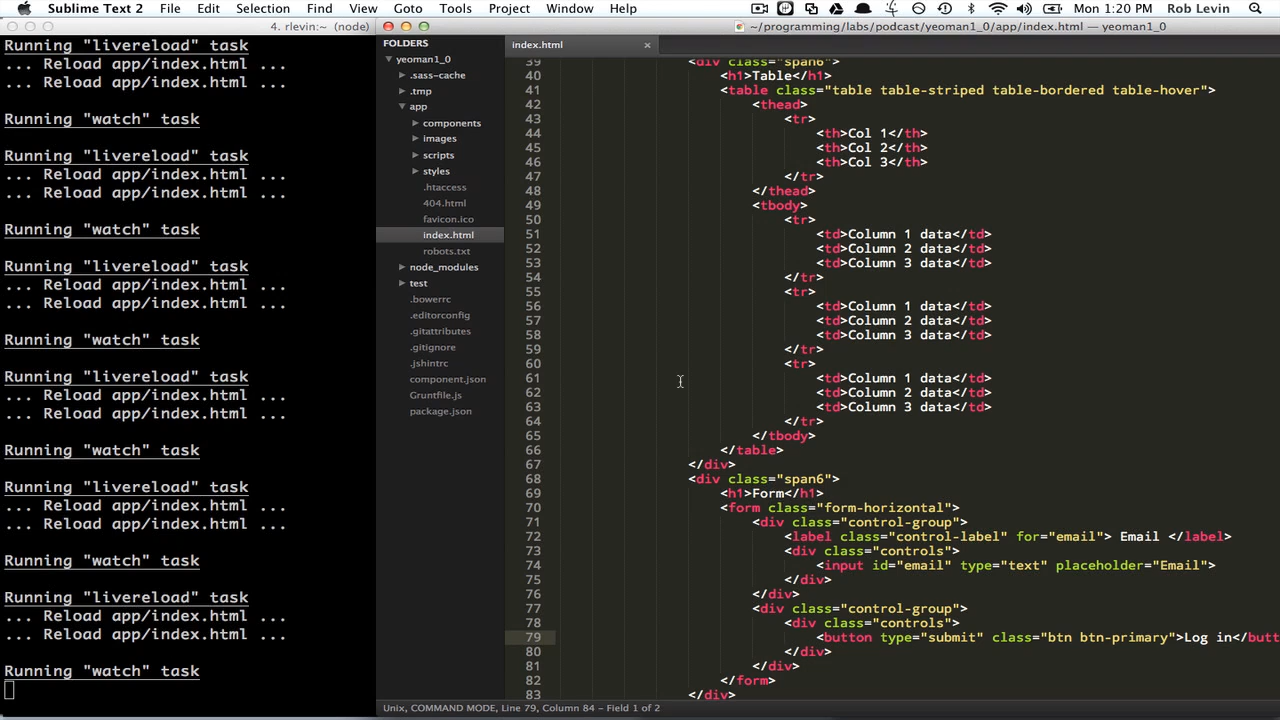 Sublime Text 2 File Edit Selection Find View Goto Tools Project Window Help Mon 1:20 PM Rob Levin
4. rlevin:~ (node)
Running "livereload" task
... Reload app/index.html ...
... Reload app/index.html ...
Running "watch" task
Running "livereload" task
... Reload app/index.html ...
... Reload app/index.html ...
Running "watch" task
Running "livereload" task
... Reload app/index.html ...
... Reload app/index.html ...
Running "watch" task
Running "livereload" task
... Reload app/index.html ...
... Reload app/index.html ...
Running "watch" task
Running "livereload" task
... Reload app/index.html ...
... Reload app/index.html ...
Running "watch" task
Running "livereload" task
... Reload app/index.html ...
... Reload app/index.html ...
Running "watch" task
~/programming/labs/podcast/yeoman1_0/app/index.html — yeoman1_0
FOLDERS
yeoman1_0
.sass-cache
.tmp
app
components
images
scripts
styles
.htaccess
404.html
favicon.ico
index.html
robots.txt
node_modules
test
.bowerrc
.editorconfig
.gitattributes
.gitignore
.jshintrc
component.json
Gruntfile.js
package.json
index.html
39 <div class="span6">
40 <h1>Table</h1>
41 <table class="table table-striped table-bordered table-hover">
42 <thead>
43 <tr>
44 <th>Col 1</th>
45 <th>Col 2</th>
46 <th>Col 3</th>
47 </tr>
48 </thead>
49 <tbody>
50 <tr>
51 <td>Column 1 data</td>
52 <td>Column 2 data</td>
53 <td>Column 3 data</td>
54 </tr>
55 <tr>
56 <td>Column 1 data</td>
57 <td>Column 2 data</td>
58 <td>Column 3 data</td>
59 </tr>
60 <tr>
61 <td>Column 1 data</td>
62 <td>Column 2 data</td>
63 <td>Column 3 data</td>
64 </tr>
65 </tbody>
66 </table>
67 </div>
68 <div class="span6">
69 <h1>Form</h1>
70 <form class="form-horizontal">
71 <div class="control-group">
72 <label class="control-label" for="email"> Email </label>
73 <div class="controls">
74 <input id="email" type="text" placeholder="Email">
75 </div>
76 </div>
77 <div class="control-group">
78 <div class="controls">
79 <button type="submit" class="btn btn-primary">Log in</butt
80 </div>
81 </div>
82 </form>
83 </div>
Unix, COMMAND MODE, Line 79, Column 84 - Field 1 of 2